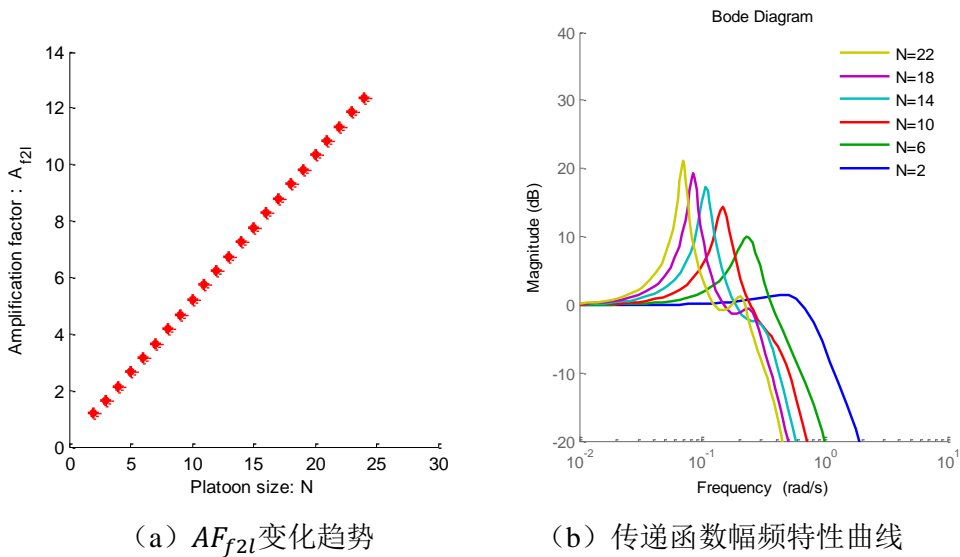 14
12
10
8
6
4
2
0
0
5
10
15
20
25
30
Amplification factor : A_f2l
Platoon size: N
Bode Diagram
40
30
20
10
0
-10
-20
10^-2
10^-1
10^0
10^1
Magnitude (dB)
Frequency (rad/s)
N=22
N=18
N=14
N=10
N=6
N=2
（a）AF_f2l变化趋势
（b）传递函数幅频特性曲线